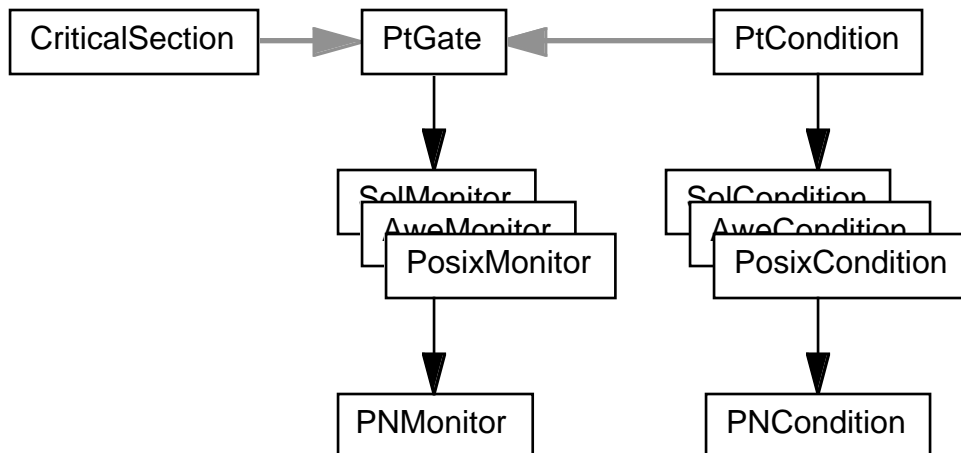 CriticalSection
PtGate
PtCondition
SolMonitor
AweMonitor
PosixMonitor
SolCondition
AweCondition
PosixCondition
PNMonitor
PNCondition